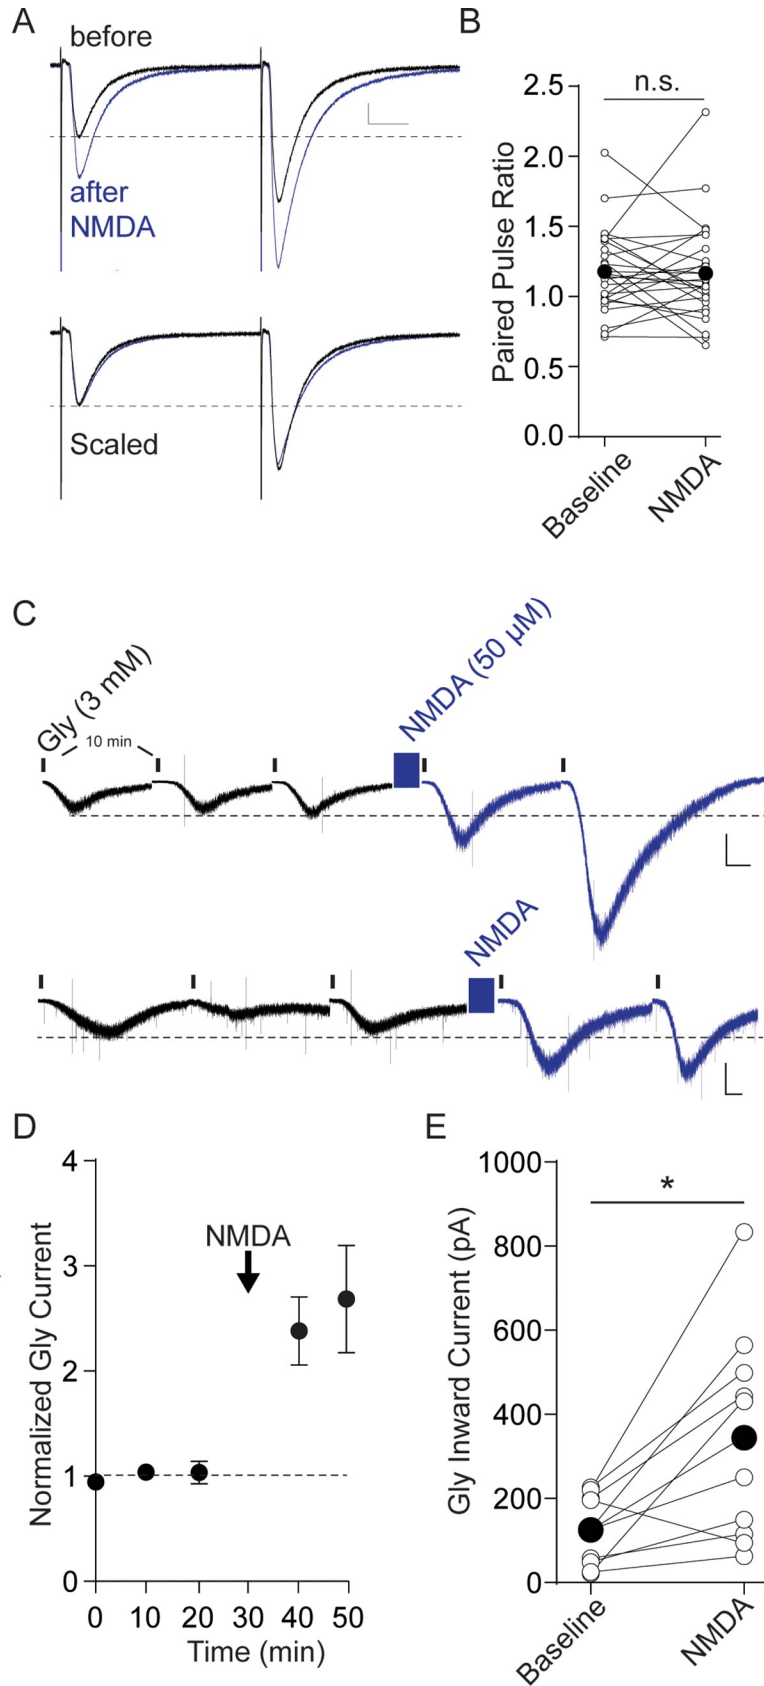 A
before
after
NMDA
Scaled
B
n.s.
Paired Pulse Ratio
2.5
2.0
1.5
1.0
0.5
0.0
Baseline
NMDA
C
Gly (3 mM)
10 min
NMDA (50 µM)
NMDA
D
Normalized Gly Current
4
3
2
1
0
NMDA
0 10 20 30 40 50
Time (min)
E
Gly Inward Current (pA)
1000
800
600
400
200
0
*
Baseline
NMDA